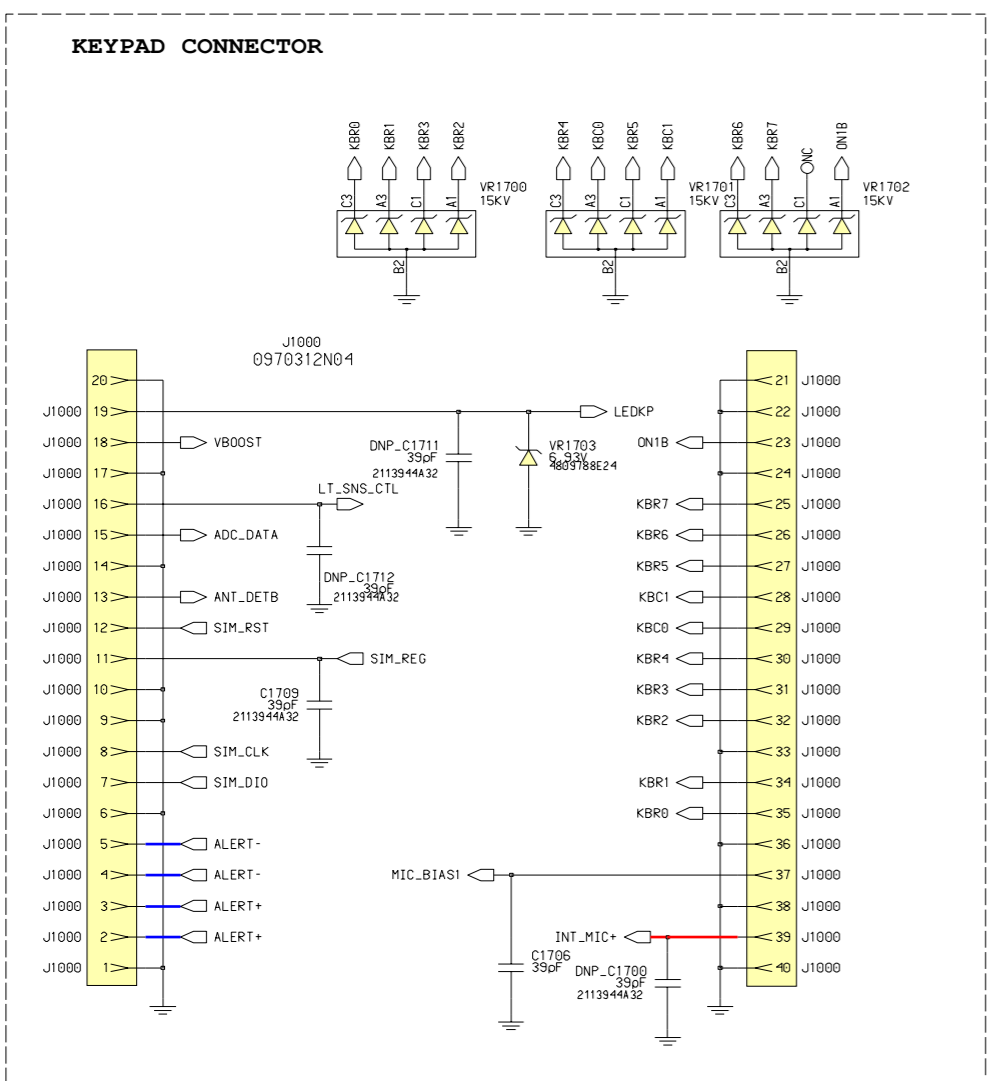 KEYPAD CONNECTOR
KBR0 KBR1 KBR3 KBR2
C3 A3 C1 A1
VR1700
15KV
B2
KBR4 KBC0 KBR5 KBC1
C3 A3 C1 A1
VR1701
15KV
B2
KBR6 KBR7 NC ON1B
C3 A3 C1 A1
VR1702
15KV
B2
J1000
0970312N04
20
J1000 19 LEDKP
J1000 18 VBOOST
J1000 17
J1000 16 LT_SNS_CTL
J1000 15 ADC_DATA
J1000 14
J1000 13 ANT_DETB
J1000 12 SIM_RST
J1000 11 SIM_REG
J1000 10
J1000 9
J1000 8 SIM_CLK
J1000 7 SIM_DIO
J1000 6
J1000 5 ALERT-
J1000 4 ALERT-
J1000 3 ALERT+
J1000 2 ALERT+
J1000 1
DNP_C1711
39pF
2113944A32
VR1703
6.93V
4809788E24
DNP_C1712
39pF
2113944A32
C1709
39pF
2113944A32
21 J1000
22 J1000
ON1B 23 J1000
24 J1000
KBR7 25 J1000
KBR6 26 J1000
KBR5 27 J1000
KBC1 28 J1000
KBC0 29 J1000
KBR4 30 J1000
KBR3 31 J1000
KBR2 32 J1000
33 J1000
KBR1 34 J1000
KBR0 35 J1000
36 J1000
MIC_BIAS1 37 J1000
38 J1000
INT_MIC+ 39 J1000
40 J1000
C1706
39pF
DNP_C1700
39pF
2113944A32